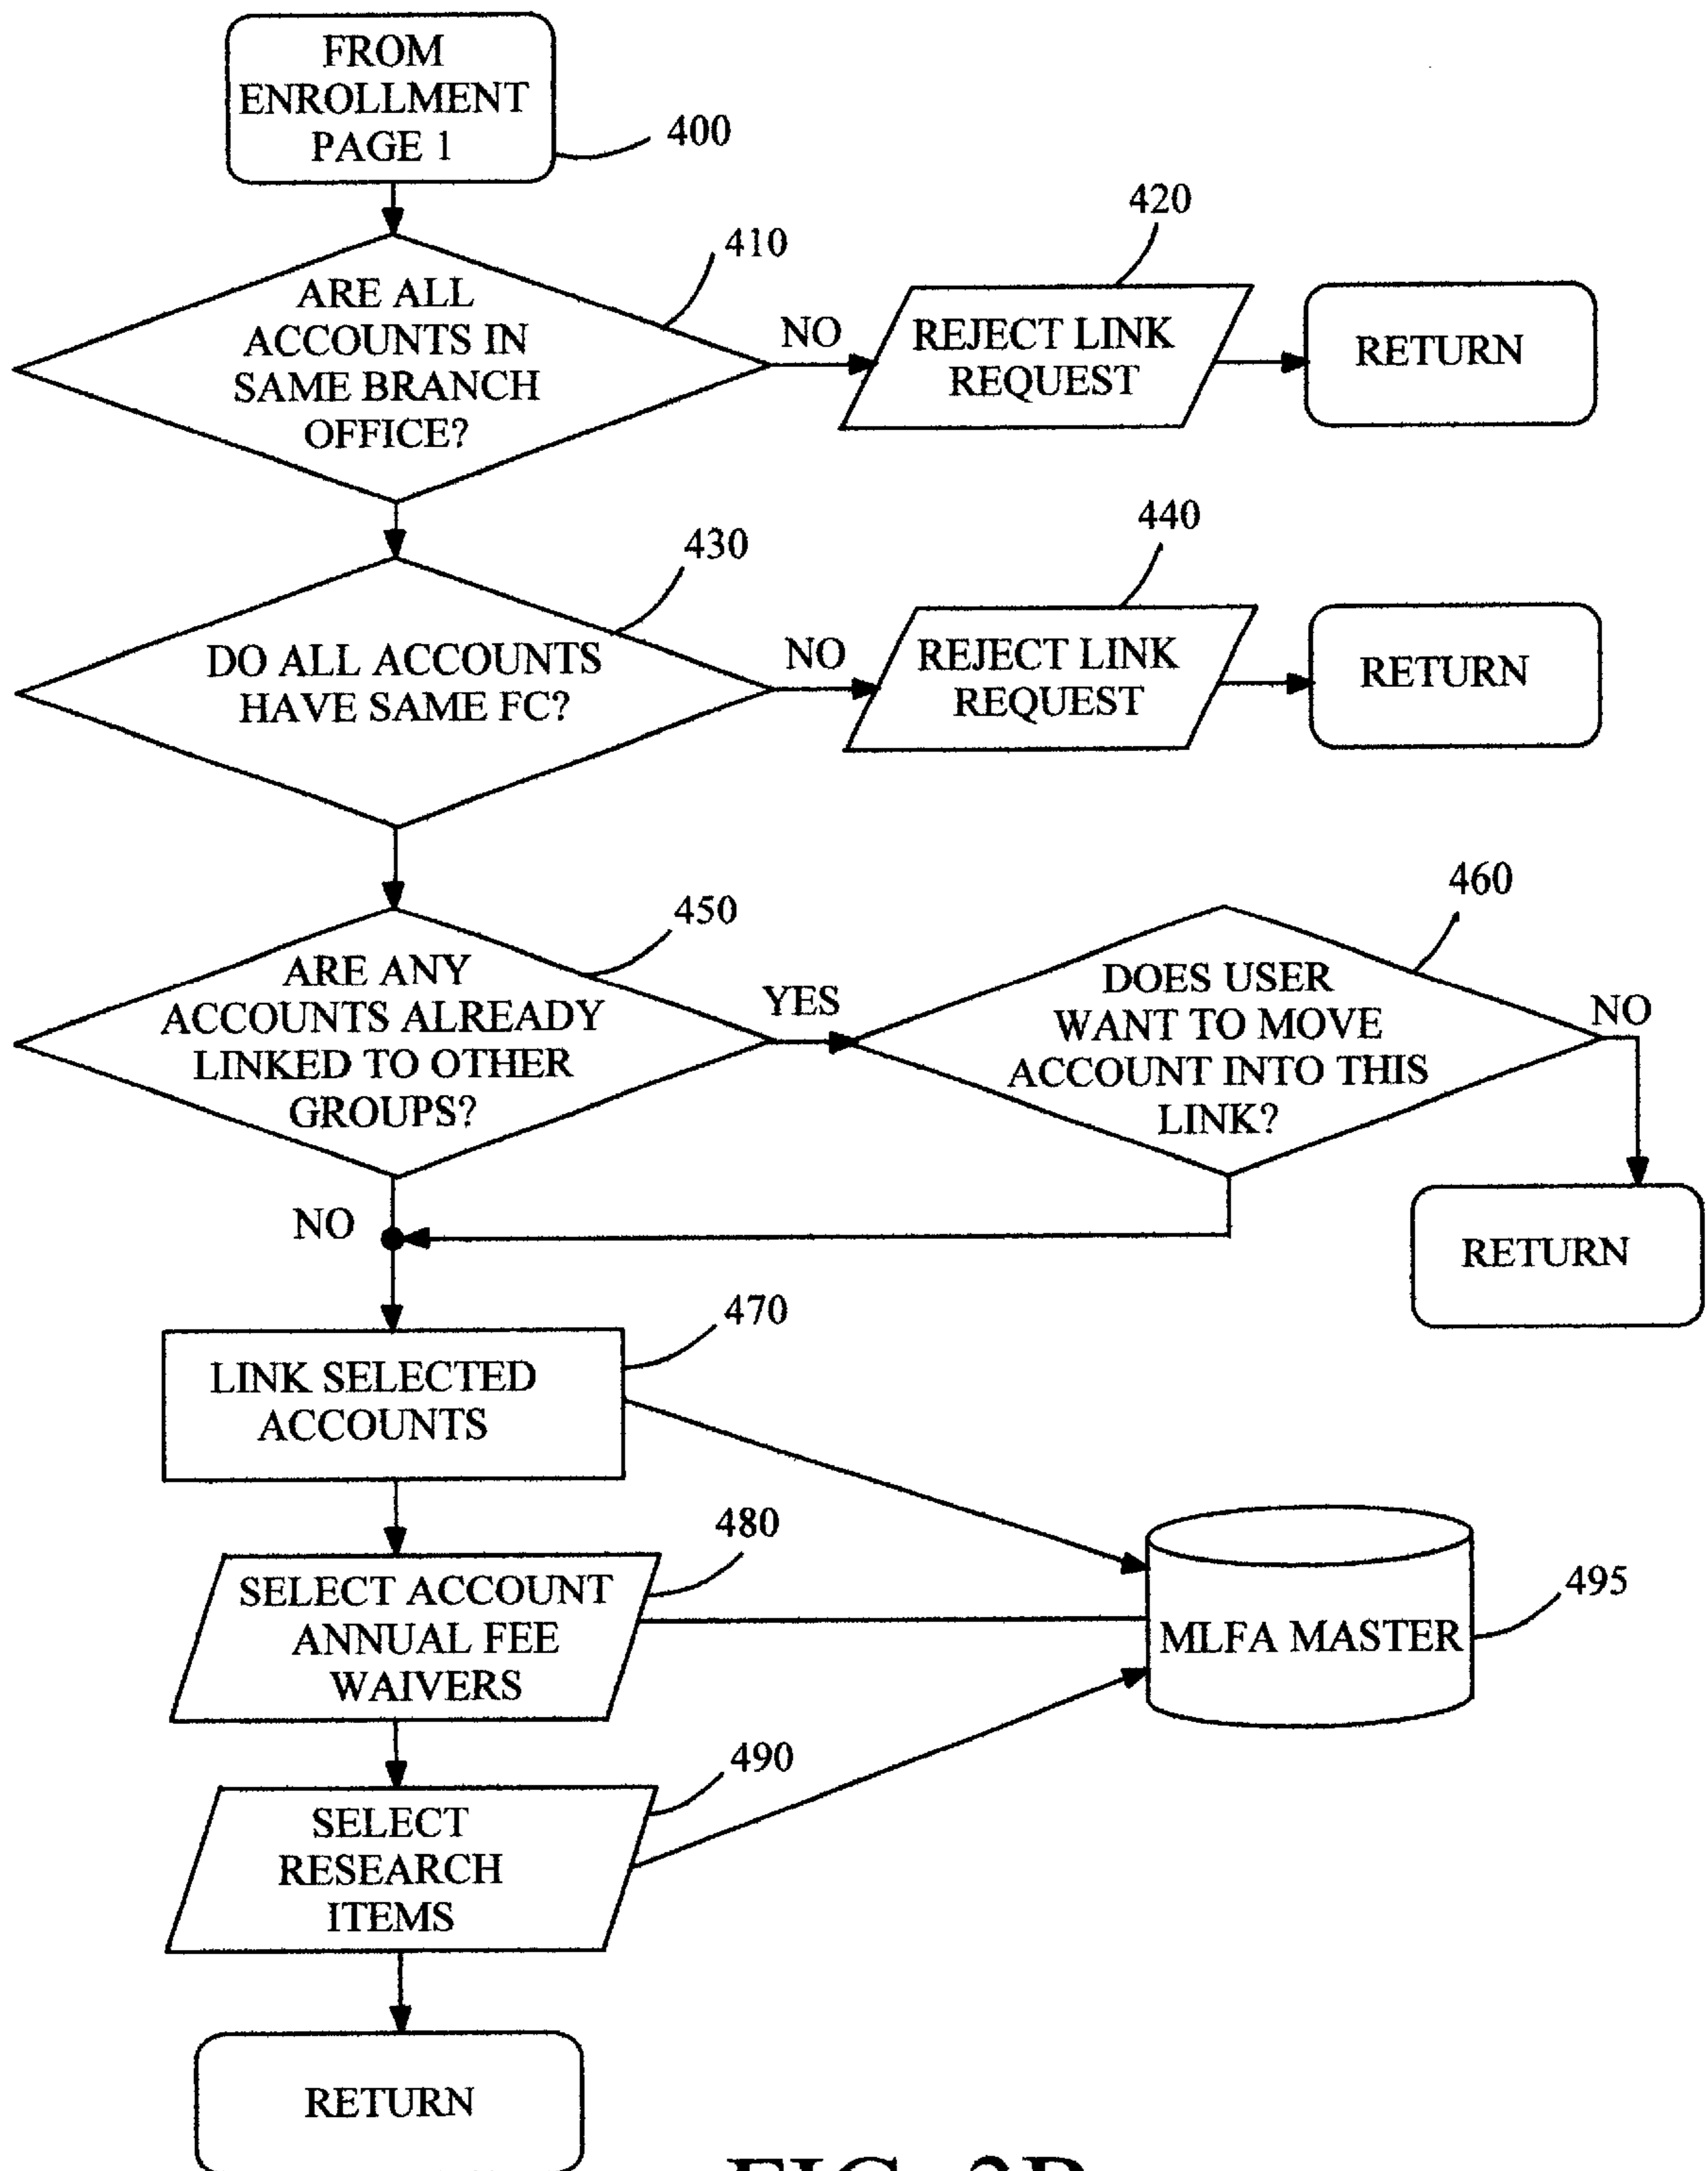 FROM
ENROLLMENT
PAGE 1
400
ARE ALL
ACCOUNTS IN
SAME BRANCH
OFFICE?
410
NO
420
REJECT LINK
REQUEST
RETURN
DO ALL ACCOUNTS
HAVE SAME FC?
430
NO
440
REJECT LINK
REQUEST
RETURN
ARE ANY
ACCOUNTS ALREADY
LINKED TO OTHER
GROUPS?
450
YES
460
DOES USER
WANT TO MOVE
ACCOUNT INTO THIS
LINK?
NO
RETURN
NO
LINK SELECTED
ACCOUNTS
470
SELECT ACCOUNT
ANNUAL FEE
WAIVERS
480
MLFA MASTER
495
SELECT
RESEARCH
ITEMS
490
RETURN